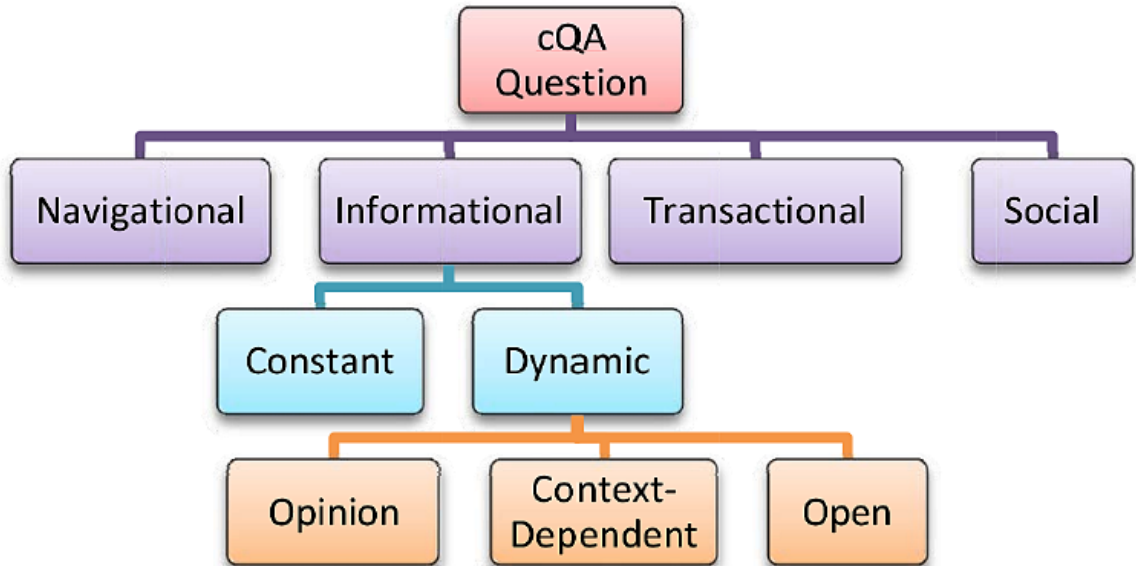 cQA
Question
Navigational
Informational
Transactional
Social
Constant
Dynamic
Opinion
Context-
Dependent
Open